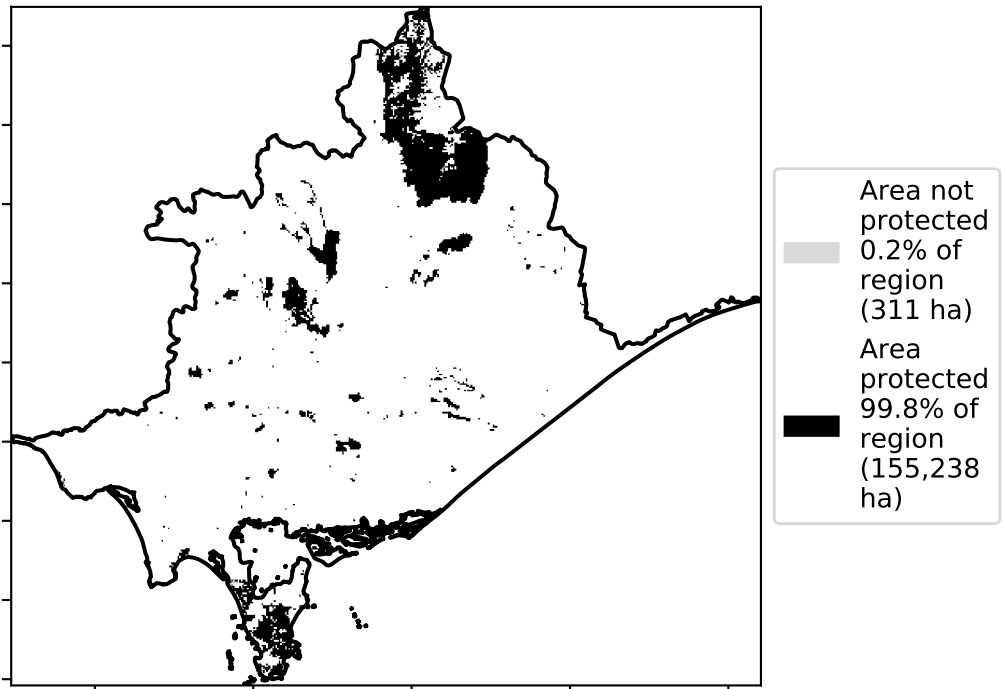 Area not
protected
0.2% of
region
(311 ha)
Area
protected
99.8% of
region
(155,238
ha)